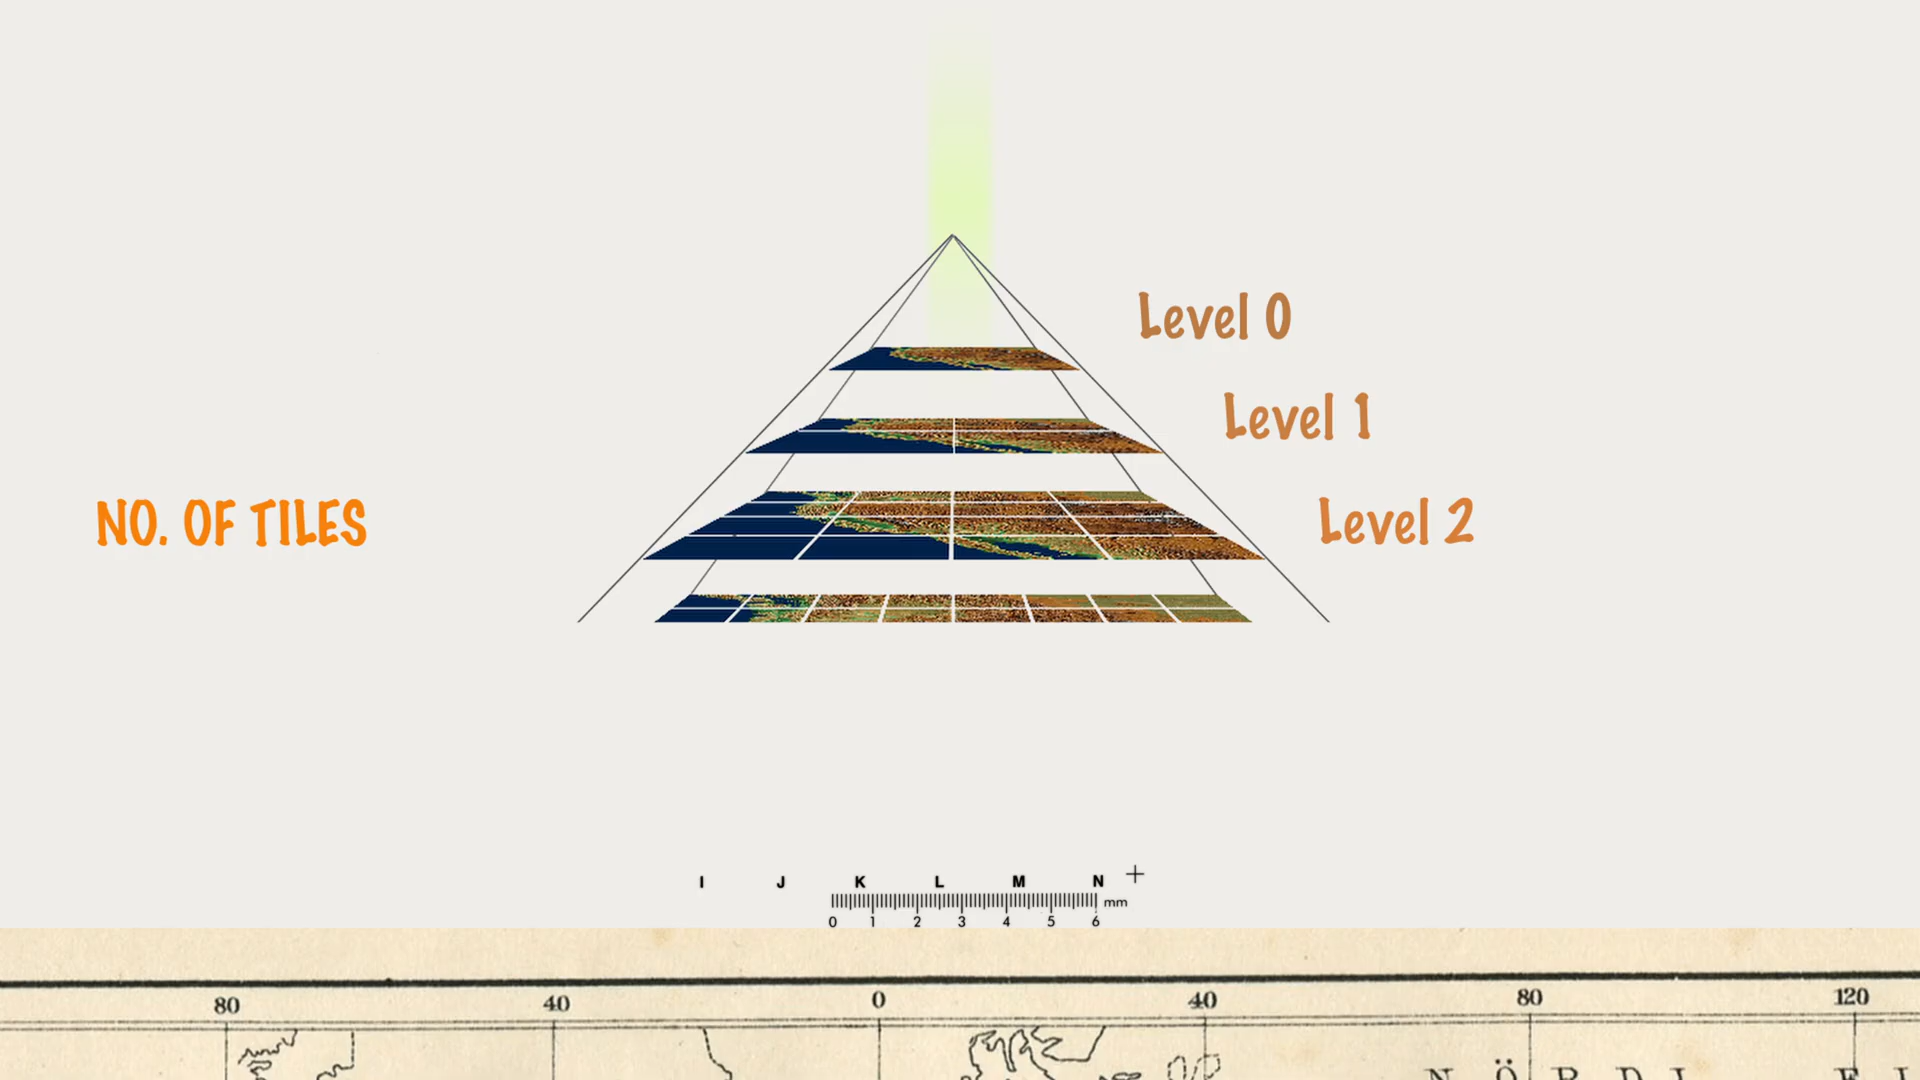 Level 0
Level 1
NO. OF TILES
Level 2
I J K L M N
mm
0 1 2 3 4 5 6
80 40 0 40 80 120
N Ö R D L